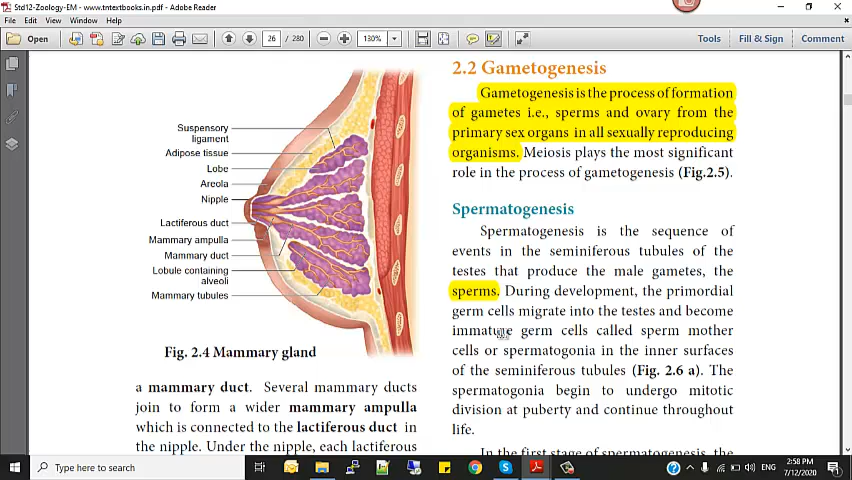 Std12-Zoology-EM - www.tntextbooks.in.pdf - Adobe Reader
File Edit View Window Help
Open
26 / 280
130%
Tools
Fill & Sign
Comment
Suspensory
ligament
Adipose tissue
Lobe
Areola
Nipple
Lactiferous duct
Mammary ampulla
Mammary duct
Lobule containing
alveoli
Mammary tubules
Fig. 2.4 Mammary gland
a mammary duct. Several mammary ducts
join to form a wider mammary ampulla
which is connected to the lactiferous duct in
the nipple. Under the nipple, each lactiferous
2.2 Gametogenesis
Gametogenesis is the process of formation
of gametes i.e., sperms and ovary from the
primary sex organs in all sexually reproducing
organisms. Meiosis plays the most significant
role in the process of gametogenesis (Fig.2.5).
Spermatogenesis
Spermatogenesis is the sequence of
events in the seminiferous tubules of the
testes that produce the male gametes, the
sperms. During development, the primordial
germ cells migrate into the testes and become
immature germ cells called sperm mother
cells or spermatogonia in the inner surfaces
of the seminiferous tubules (Fig. 2.6 a). The
spermatogonia begin to undergo mitotic
division at puberty and continue throughout
life.
In the first stage of spermatogenesis, the
Type here to search
ENG
2:58 PM
7/12/2020